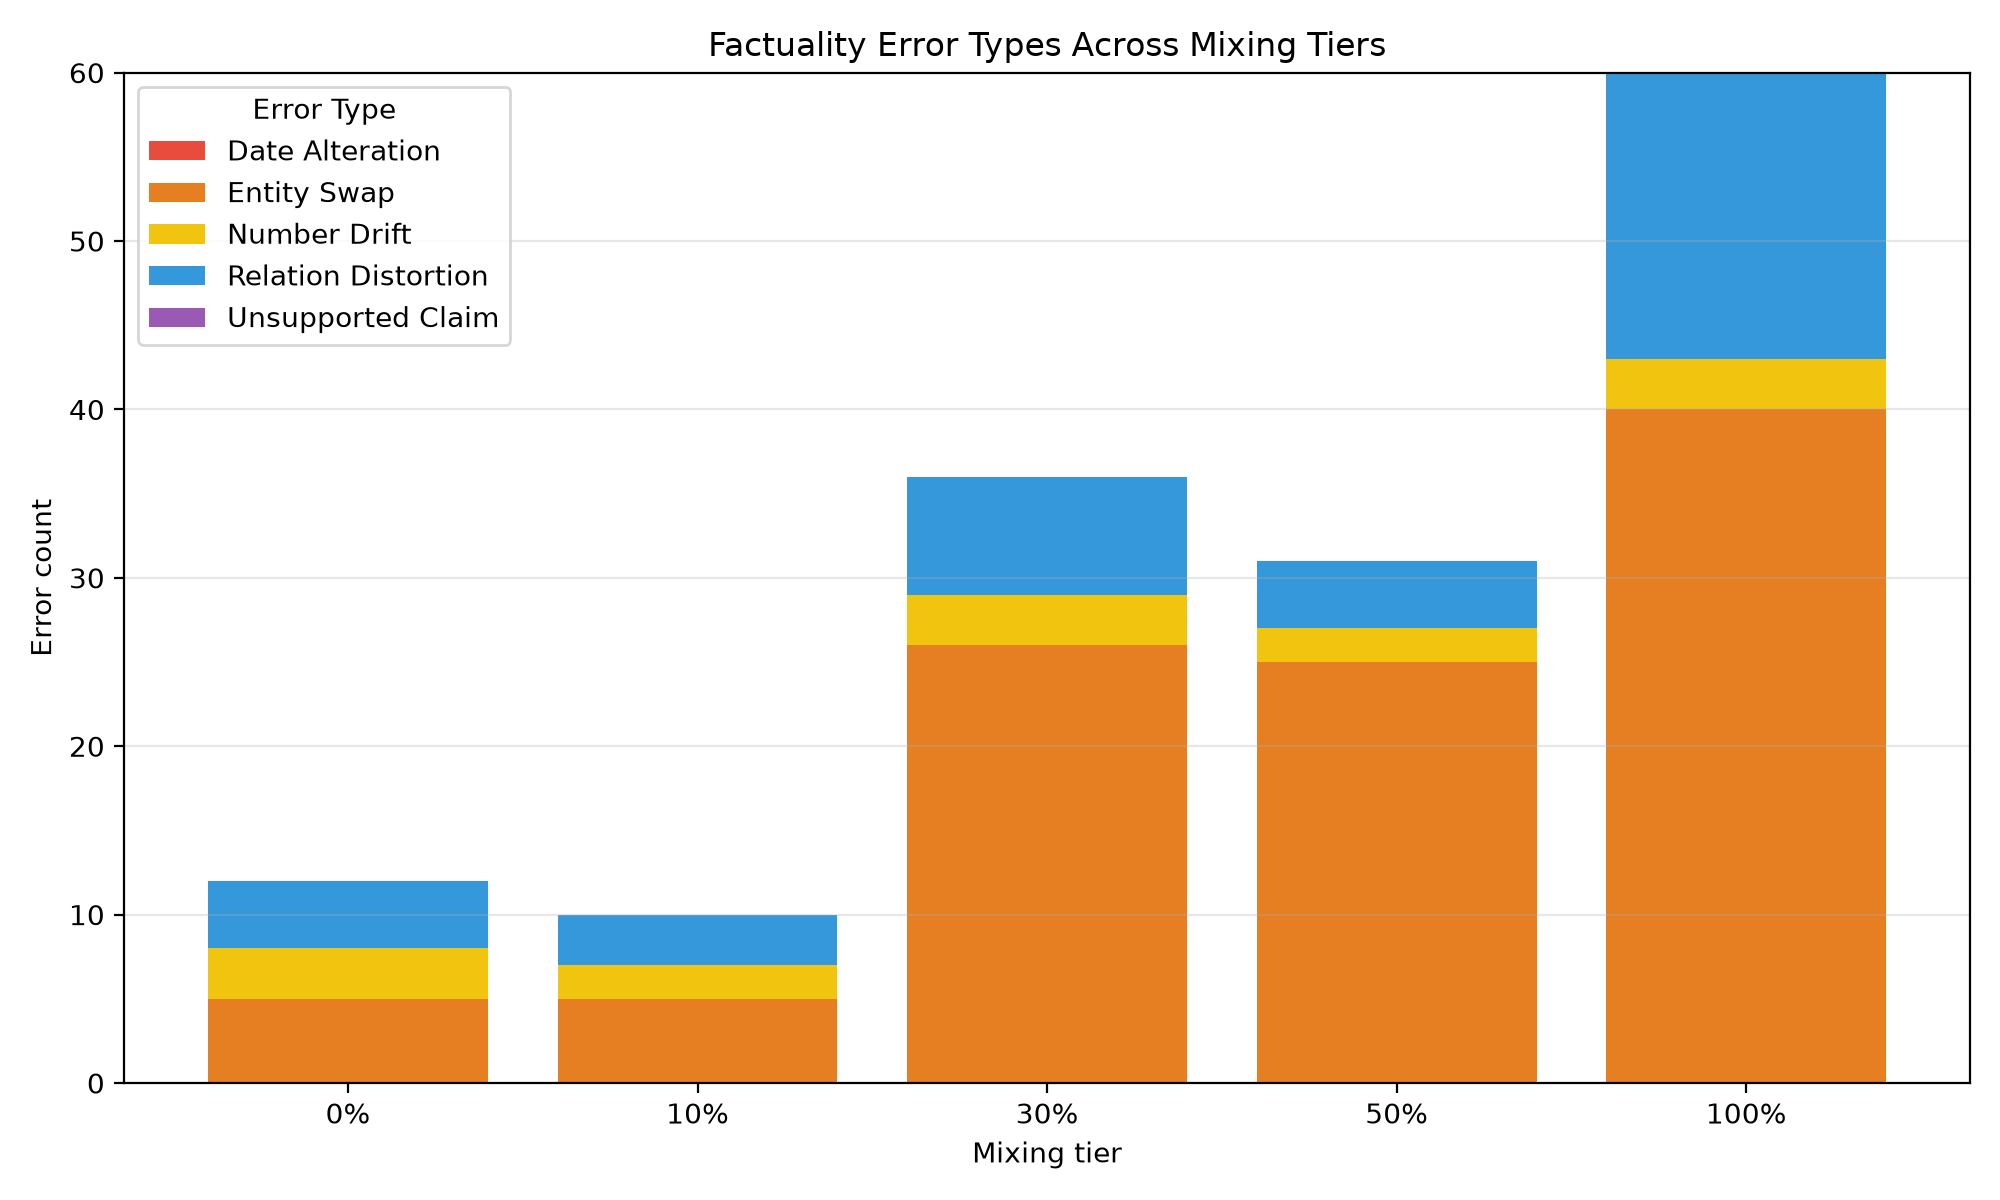 Factuality Error Types Across Mixing Tiers
Error Type
Date Alteration
Entity Swap
Number Drift
Relation Distortion
Unsupported Claim
Error count
60
50
40
30
20
10
0
0% 10% 30% 50% 100%
Mixing tier